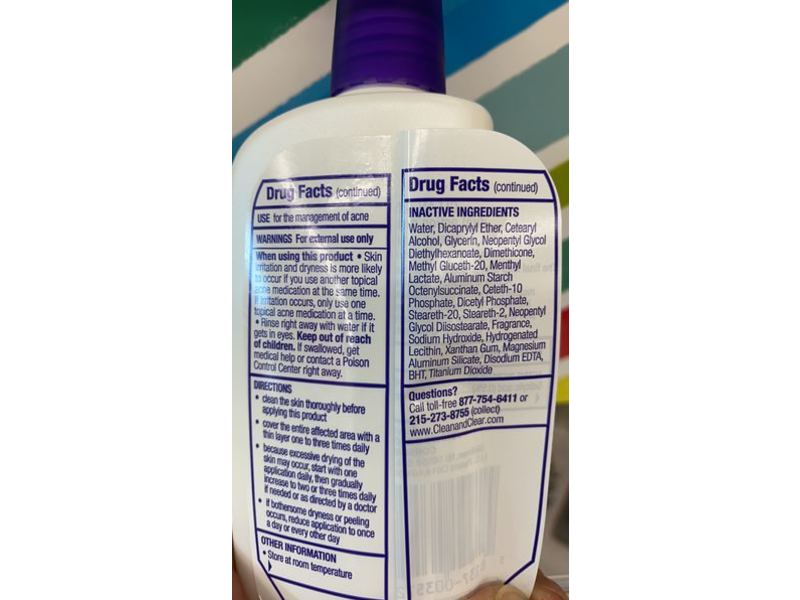 Drug Facts (continued)
USE for the management of acne
WARNINGS For external use only
When using this product • Skin
irritation and dryness is more likely
to occur if you use another topical
acne medication at the same time.
If irritation occurs, only use one
topical acne medication at a time.
• Rinse right away with water if it
gets in eyes. Keep out of reach
of children. If swallowed, get
medical help or contact a Poison
Control Center right away.
DIRECTIONS
• clean the skin thoroughly before
applying this product
• cover the entire affected area with a
thin layer one to three times daily
• because excessive drying of the
skin may occur, start with one
application daily, then gradually
increase to two or three times daily
if needed or as directed by a doctor
• if bothersome dryness or peeling
occurs, reduce application to once
a day or every other day
OTHER INFORMATION
• Store at room temperature
Drug Facts (continued)
INACTIVE INGREDIENTS
Water, Dicaprylyl Ether, Cetearyl
Alcohol, Glycerin, Neopentyl Glycol
Diethylhexanoate, Dimethicone,
Methyl Gluceth-20, Menthyl
Lactate, Aluminum Starch
Octenylsuccinate, Ceteth-10
Phosphate, Dicetyl Phosphate,
Steareth-20, Steareth-2, Neopentyl
Glycol Diisostearate, Fragrance,
Sodium Hydroxide, Hydrogenated
Lecithin, Xanthan Gum, Magnesium
Aluminum Silicate, Disodium EDTA,
BHT, Titanium Dioxide
Questions?
Call toll-free 877-754-6411 or
215-273-8755 (collect)
www.CleanandClear.com